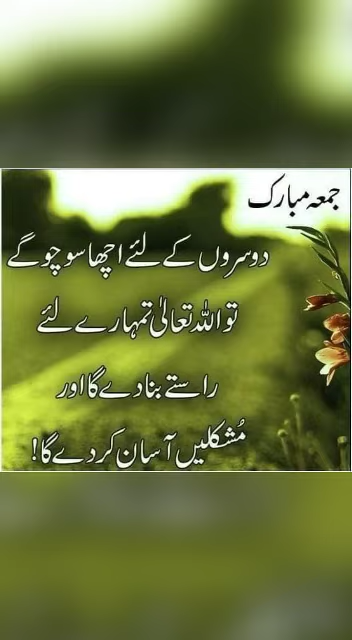 جمعہ مبارک
دوسروں کے لئے اچھا سوچو گے
تو اللہ تعالیٰ تمہارے لئے
راستے بنا دے گا اور
مُشکلیں آسان کر دے گا!